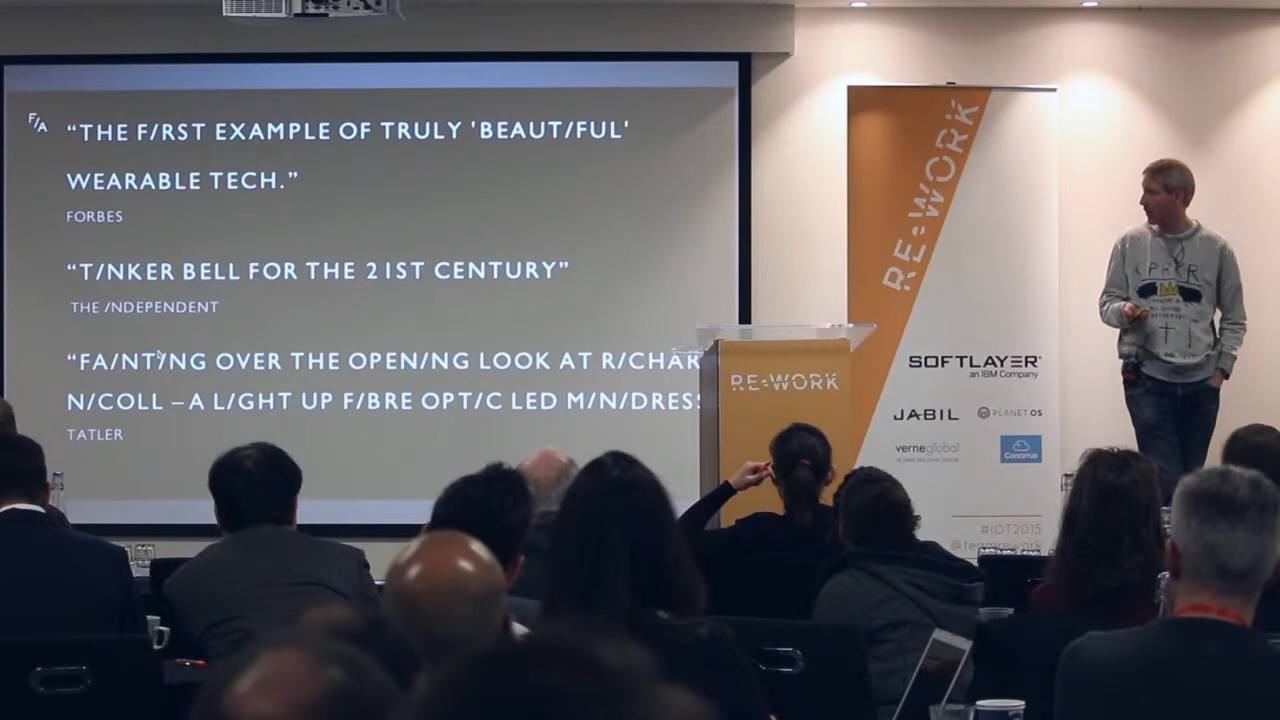 F/A
“THE F/RST EXAMPLE OF TRULY 'BEAUT/FUL'
WEARABLE TECH.”
FORBES
“T/NKER BELL FOR THE 21ST CENTURY”
THE /NDEPENDENT
“FA/NT/NG OVER THE OPEN/NG LOOK AT R/CHAR
N/COLL – A L/GHT UP F/BRE OPT/C LED M/N/DRESS
TATLER
RE:WORK
RE:WORK
SOFTLAYER
an IBM Company
JABIL
PLANET OS
verneglobal
Concirrus
#IOT2015
@teamrework